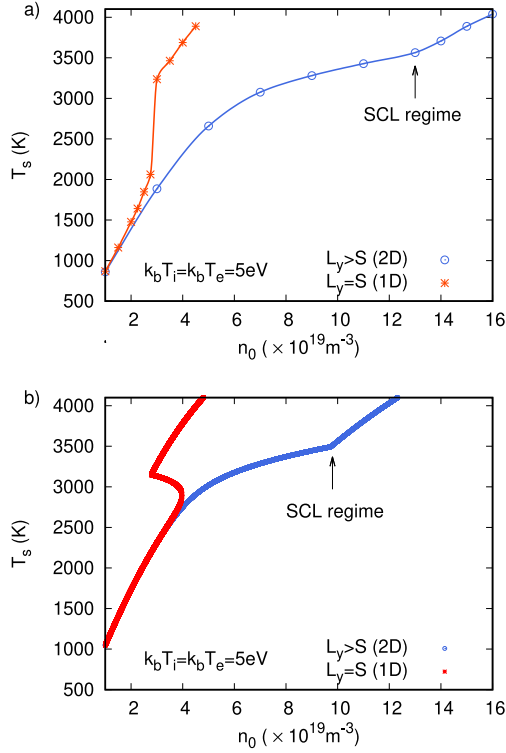 a)
4000
3500
3000
2500
2000
1500
1000
500
T_s (K)
SCL regime
k_bT_i=k_bT_e=5eV
L_y>S (2D)
L_y=S (1D)
2 4 6 8 10 12 14 16
n_0 (×10^19 m^-3)
b)
4000
3500
3000
2500
2000
1500
1000
500
T_s (K)
SCL regime
k_bT_i=k_bT_e=5eV
L_y>S (2D)
L_y=S (1D)
2 4 6 8 10 12 14 16
n_0 (×10^19 m^-3)